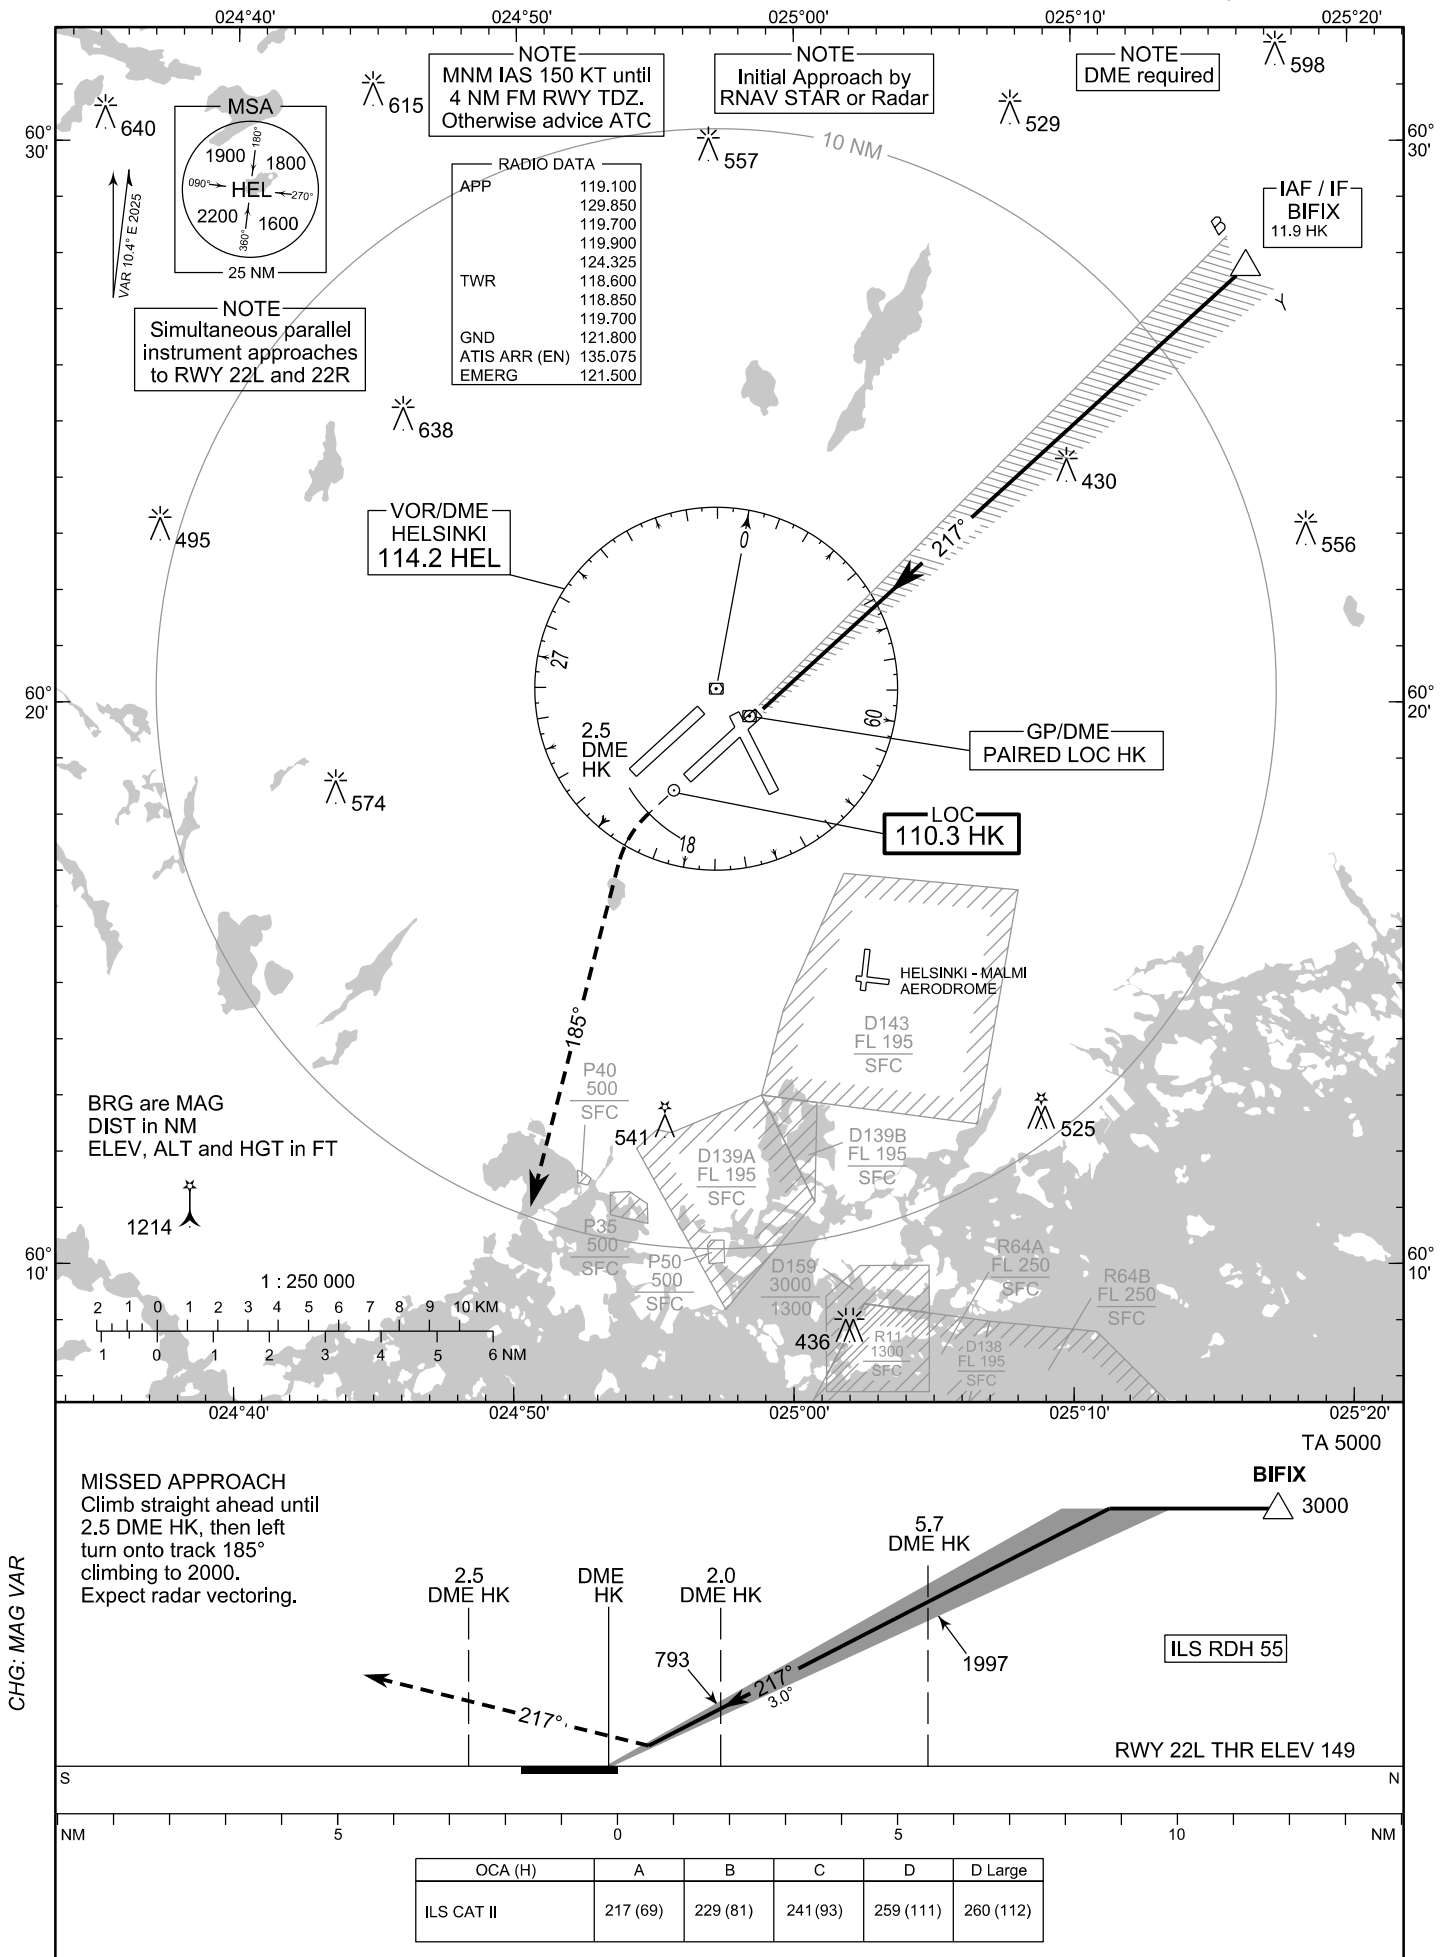 024°40'
024°50'
025°00'
025°10'
025°20'
NOTE
MNM IAS 150 KT until
4 NM FM RWY TDZ.
Otherwise advice ATC
NOTE
Initial Approach by
RNAV STAR or Radar
NOTE
DME required
598
615
640
529
557
60°
30'
60°
30'
10 NM
MSA
1900
180°
1800
090°
HEL
270°
2200
360°
1600
25 NM
VAR 10.4° E 2025
RADIO DATA
APP 119.100
129.850
119.700
119.900
124.325
TWR 118.600
118.850
119.700
GND 121.800
ATIS ARR (EN) 135.075
EMERG 121.500
IAF / IF
BIFIX
11.9 HK
B
Y
NOTE
Simultaneous parallel
instrument approaches
to RWY 22L and 22R
638
430
495
556
VOR/DME
HELSINKI
114.2 HEL
217°
0
27
09
18
60°
20'
60°
20'
2.5
DME
HK
GP/DME
PAIRED LOC HK
574
LOC
110.3 HK
HELSINKI - MALMI
AERODROME
D143
FL 195
SFC
185°
P40
500
SFC
BRG are MAG
DIST in NM
ELEV, ALT and HGT in FT
541
525
D139A
FL 195
SFC
D139B
FL 195
SFC
1214
P35
500
SFC
P50
500
SFC
D159
3000
1300
R64A
FL 250
SFC
R64B
FL 250
SFC
60°
10'
60°
10'
1 : 250 000
2 1 0 1 2 3 4 5 6 7 8 9 10 KM
1 0 1 2 3 4 5 6 NM
436
R11
1300
SFC
D138
FL 195
SFC
024°40'
024°50'
025°00'
025°10'
025°20'
TA 5000
MISSED APPROACH
Climb straight ahead until
2.5 DME HK, then left
turn onto track 185°
climbing to 2000.
Expect radar vectoring.
BIFIX
3000
5.7
DME HK
2.5
DME HK
DME
HK
2.0
DME HK
793
1997
217°
3.0°
217°
ILS RDH 55
RWY 22L THR ELEV 149
S
N
NM 5 0 5 10 NM
CHG: MAG VAR
OCA (H) A B C D D Large
ILS CAT II 217 (69) 229 (81) 241 (93) 259 (111) 260 (112)